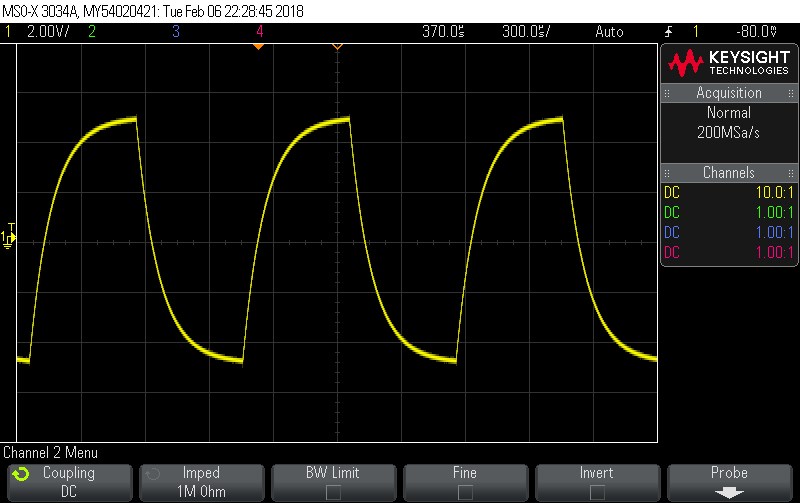 MSO-X 3034A, MY54020421: Tue Feb 06 22:28:45 2018
1 2.00V/ 2 3 4 370.0㎲ 300.0㎲/ Auto 1 -80.0㎷
KEYSIGHT
TECHNOLOGIES
Acquisition
Normal
200MSa/s
Channels
DC 10.0:1
DC 1.00:1
DC 1.00:1
DC 1.00:1
T
1
Channel 2 Menu
Coupling
DC
Imped
1M Ohm
BW Limit
Fine
Invert
Probe